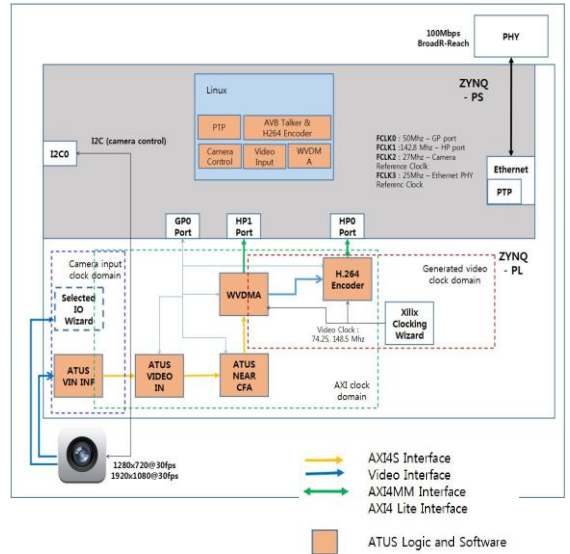 100Mbps
BroadR-Reach
PHY
ZYNQ
- PS
Linux
PTP
AVB Talker &
H264 Encoder
Camera
Control
Video
Input
WVDM
A
I2C0
I2C (camera control)
FCLK0 : 50Mhz – GP port
FCLK1 :142.8 Mhz – HP port
FCLK2 : 27Mhz – Camera
Reference Cloclk
FCLK3 : 25Mhz – Ethernet PHY
Referenc Clock
Ethernet
PTP
GP0
Port
HP1
Port
HP0
Port
ZYNQ
- PL
Camera input
clock domain
Selected
IO
Wizard
WVDMA
H.264
Encoder
Generated video
clock domain
Xilix
Clocking
Wizard
Video Clock :
74.25, 148.5 Mhz
ATUS
VIN INF
ATUS
VIDEO
IN
ATUS
NEAR
CFA
AXI clock
domain
1280x720@30fps
1920x1080@30fps
AXI4S Interface
Video Interface
AXI4MM Interface
AXI4 Lite Interface
ATUS Logic and Software